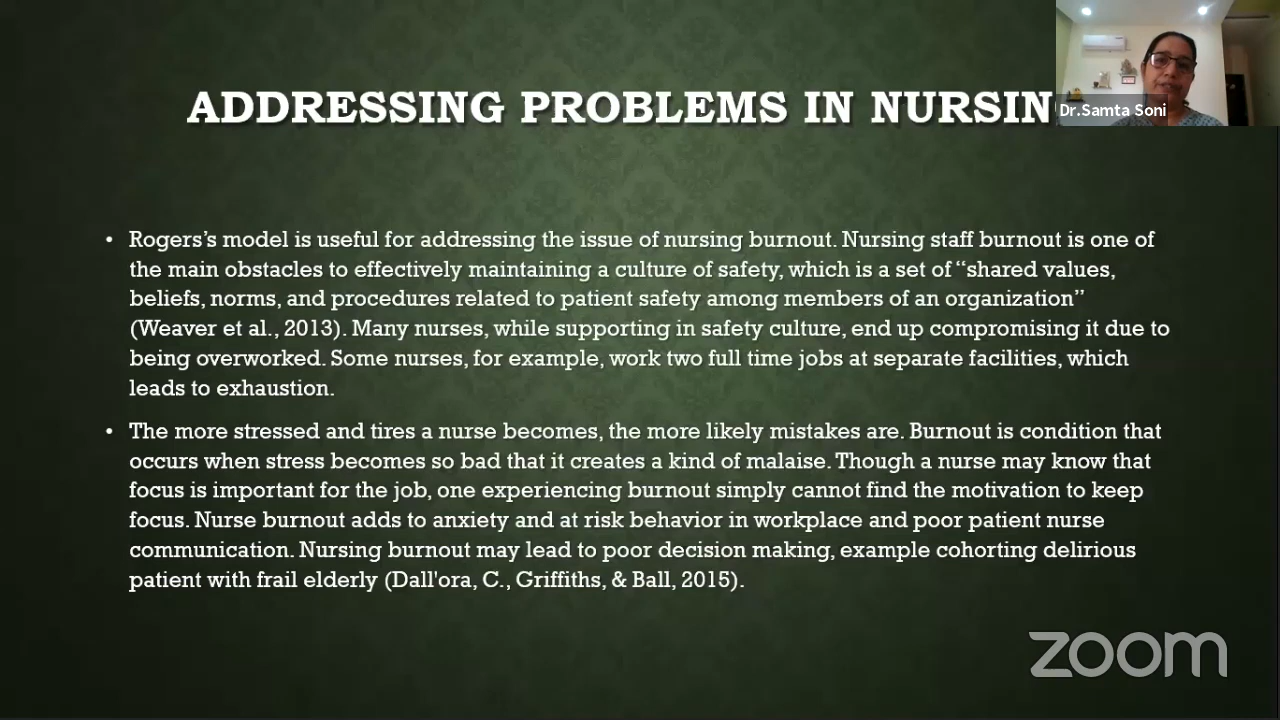 ADDRESSING PROBLEMS IN NURSIN
Dr.Samta Soni
• Rogers’s model is useful for addressing the issue of nursing burnout. Nursing staff burnout is one of
the main obstacles to effectively maintaining a culture of safety, which is a set of “shared values,
beliefs, norms, and procedures related to patient safety among members of an organization”
(Weaver et al., 2013). Many nurses, while supporting in safety culture, end up compromising it due to
being overworked. Some nurses, for example, work two full time jobs at separate facilities, which
leads to exhaustion.
• The more stressed and tires a nurse becomes, the more likely mistakes are. Burnout is condition that
occurs when stress becomes so bad that it creates a kind of malaise. Though a nurse may know that
focus is important for the job, one experiencing burnout simply cannot find the motivation to keep
focus. Nurse burnout adds to anxiety and at risk behavior in workplace and poor patient nurse
communication. Nursing burnout may lead to poor decision making, example cohorting delirious
patient with frail elderly (Dall'ora, C., Griffiths, & Ball, 2015).
zoom